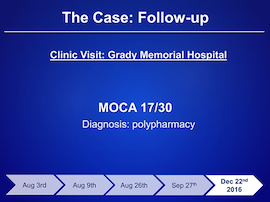 The Case: Follow-up
Clinic Visit: Grady Memorial Hospital
MOCA 17/30
Diagnosis: polypharmacy
Aug 3rd
Aug 9th
Aug 26th
Sep 27th
Dec 22nd
2016